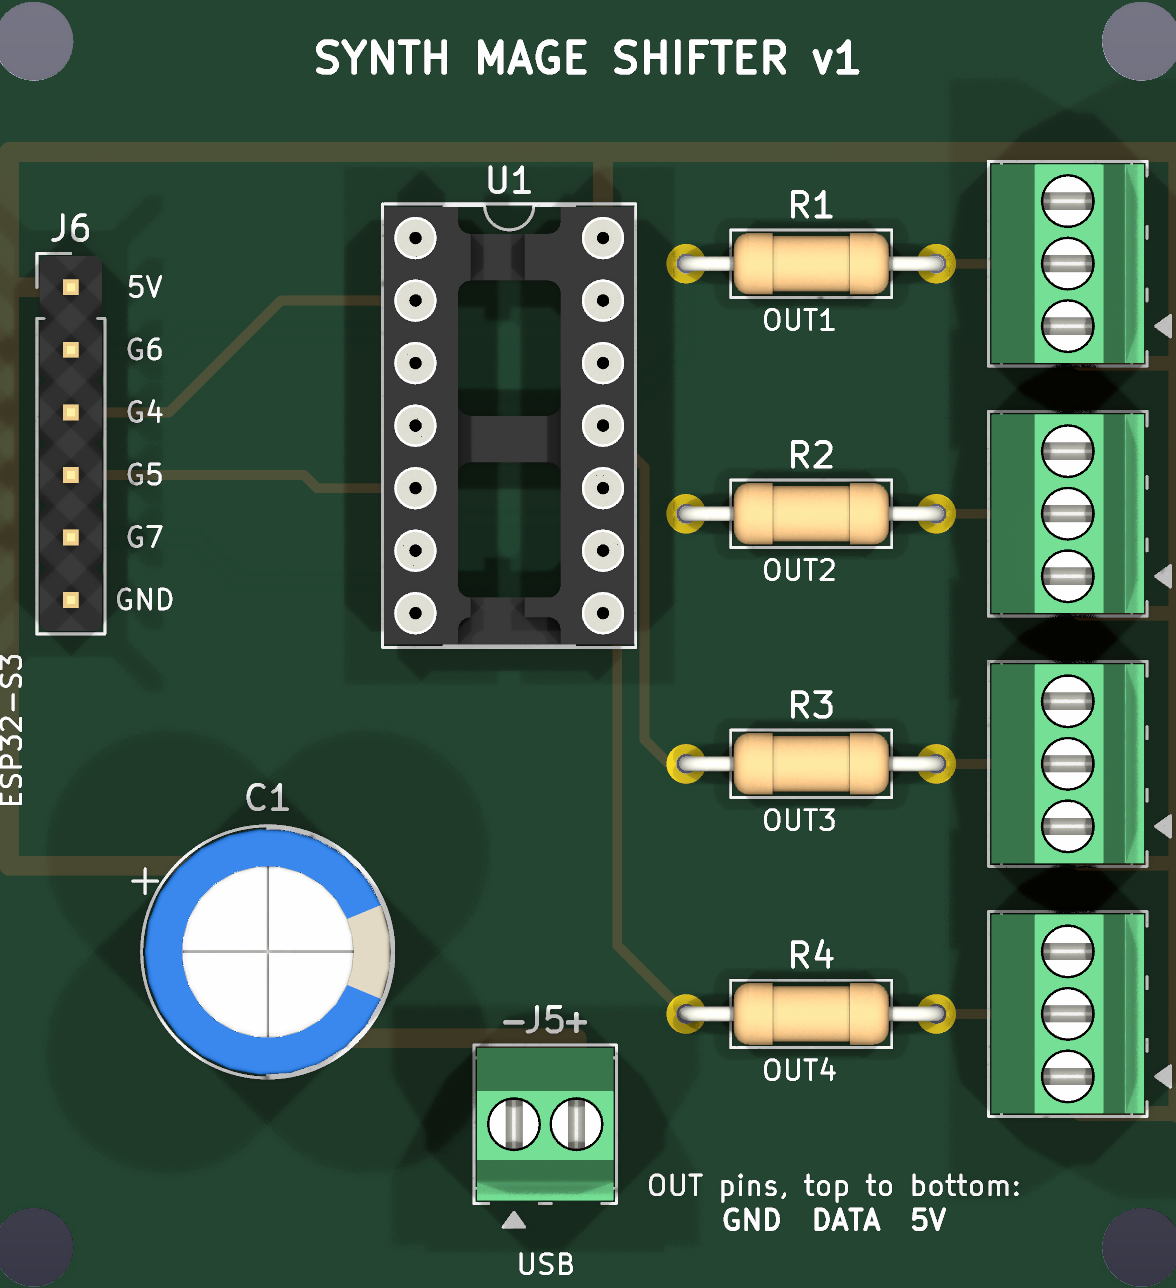 SYNTH MAGE SHIFTER v1
U1
R1
J6
5V
OUT1
G6
G4
R2
G5
G7
OUT2
GND
ESP32-S3
R3
C1
OUT3
+
R4
-J5+
OUT4
OUT pins, top to bottom:
GND DATA 5V
USB